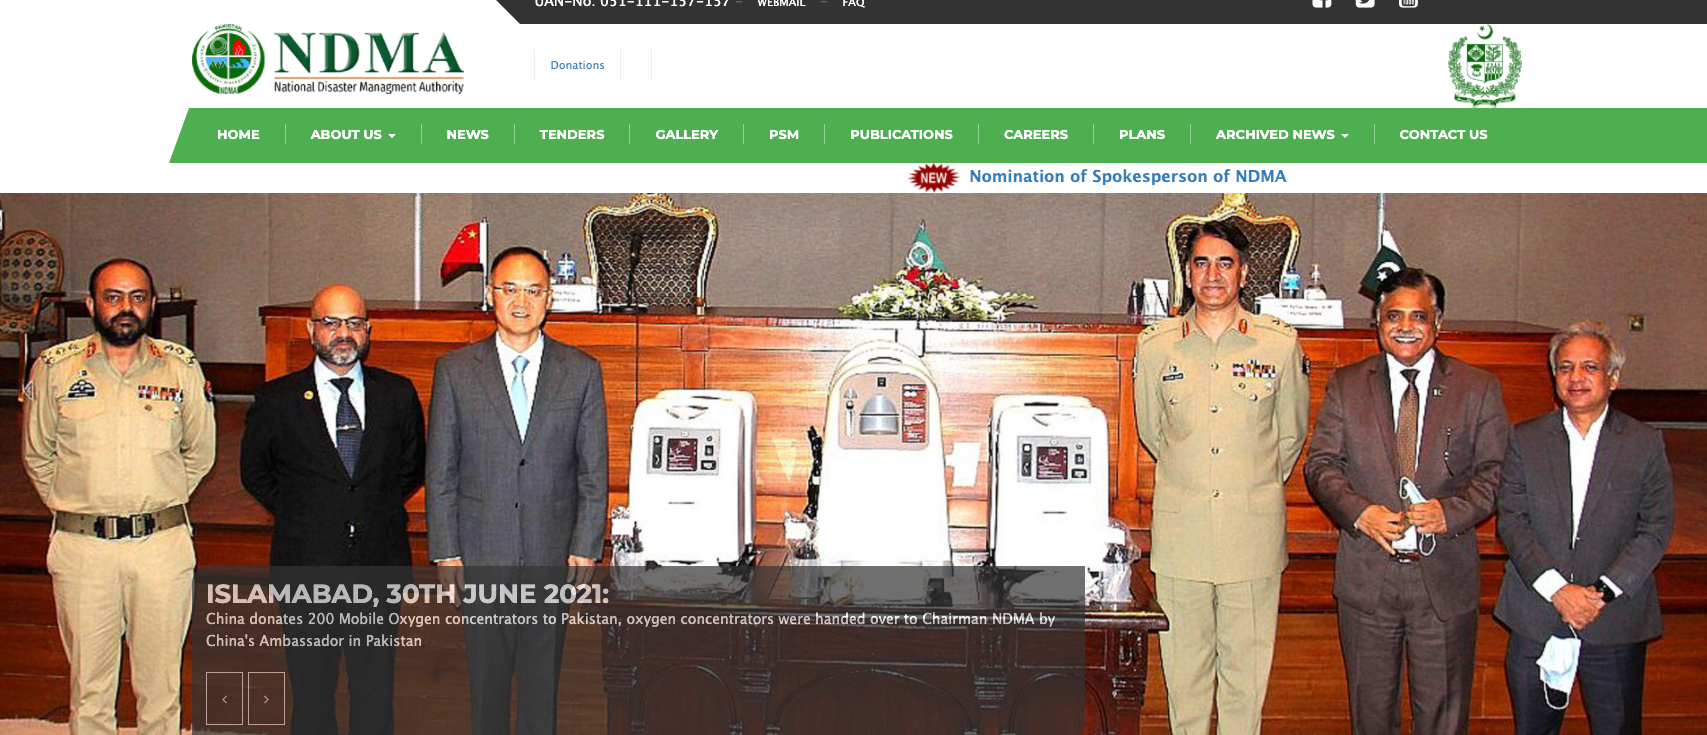 UAN-No. 051-111-157-157 – WEBMAIL – FAQ
PAKISTAN
NDMA
NDMA
National Disaster Managment Authority
Donations
HOME
ABOUT US
NEWS
TENDERS
GALLERY
PSM
PUBLICATIONS
CAREERS
PLANS
ARCHIVED NEWS
CONTACT US
NEW
Nomination of Spokesperson of NDMA
ISLAMABAD, 30TH JUNE 2021:
China donates 200 Mobile Oxygen concentrators to Pakistan, oxygen concentrators were handed over to Chairman NDMA by
China's Ambassador in Pakistan